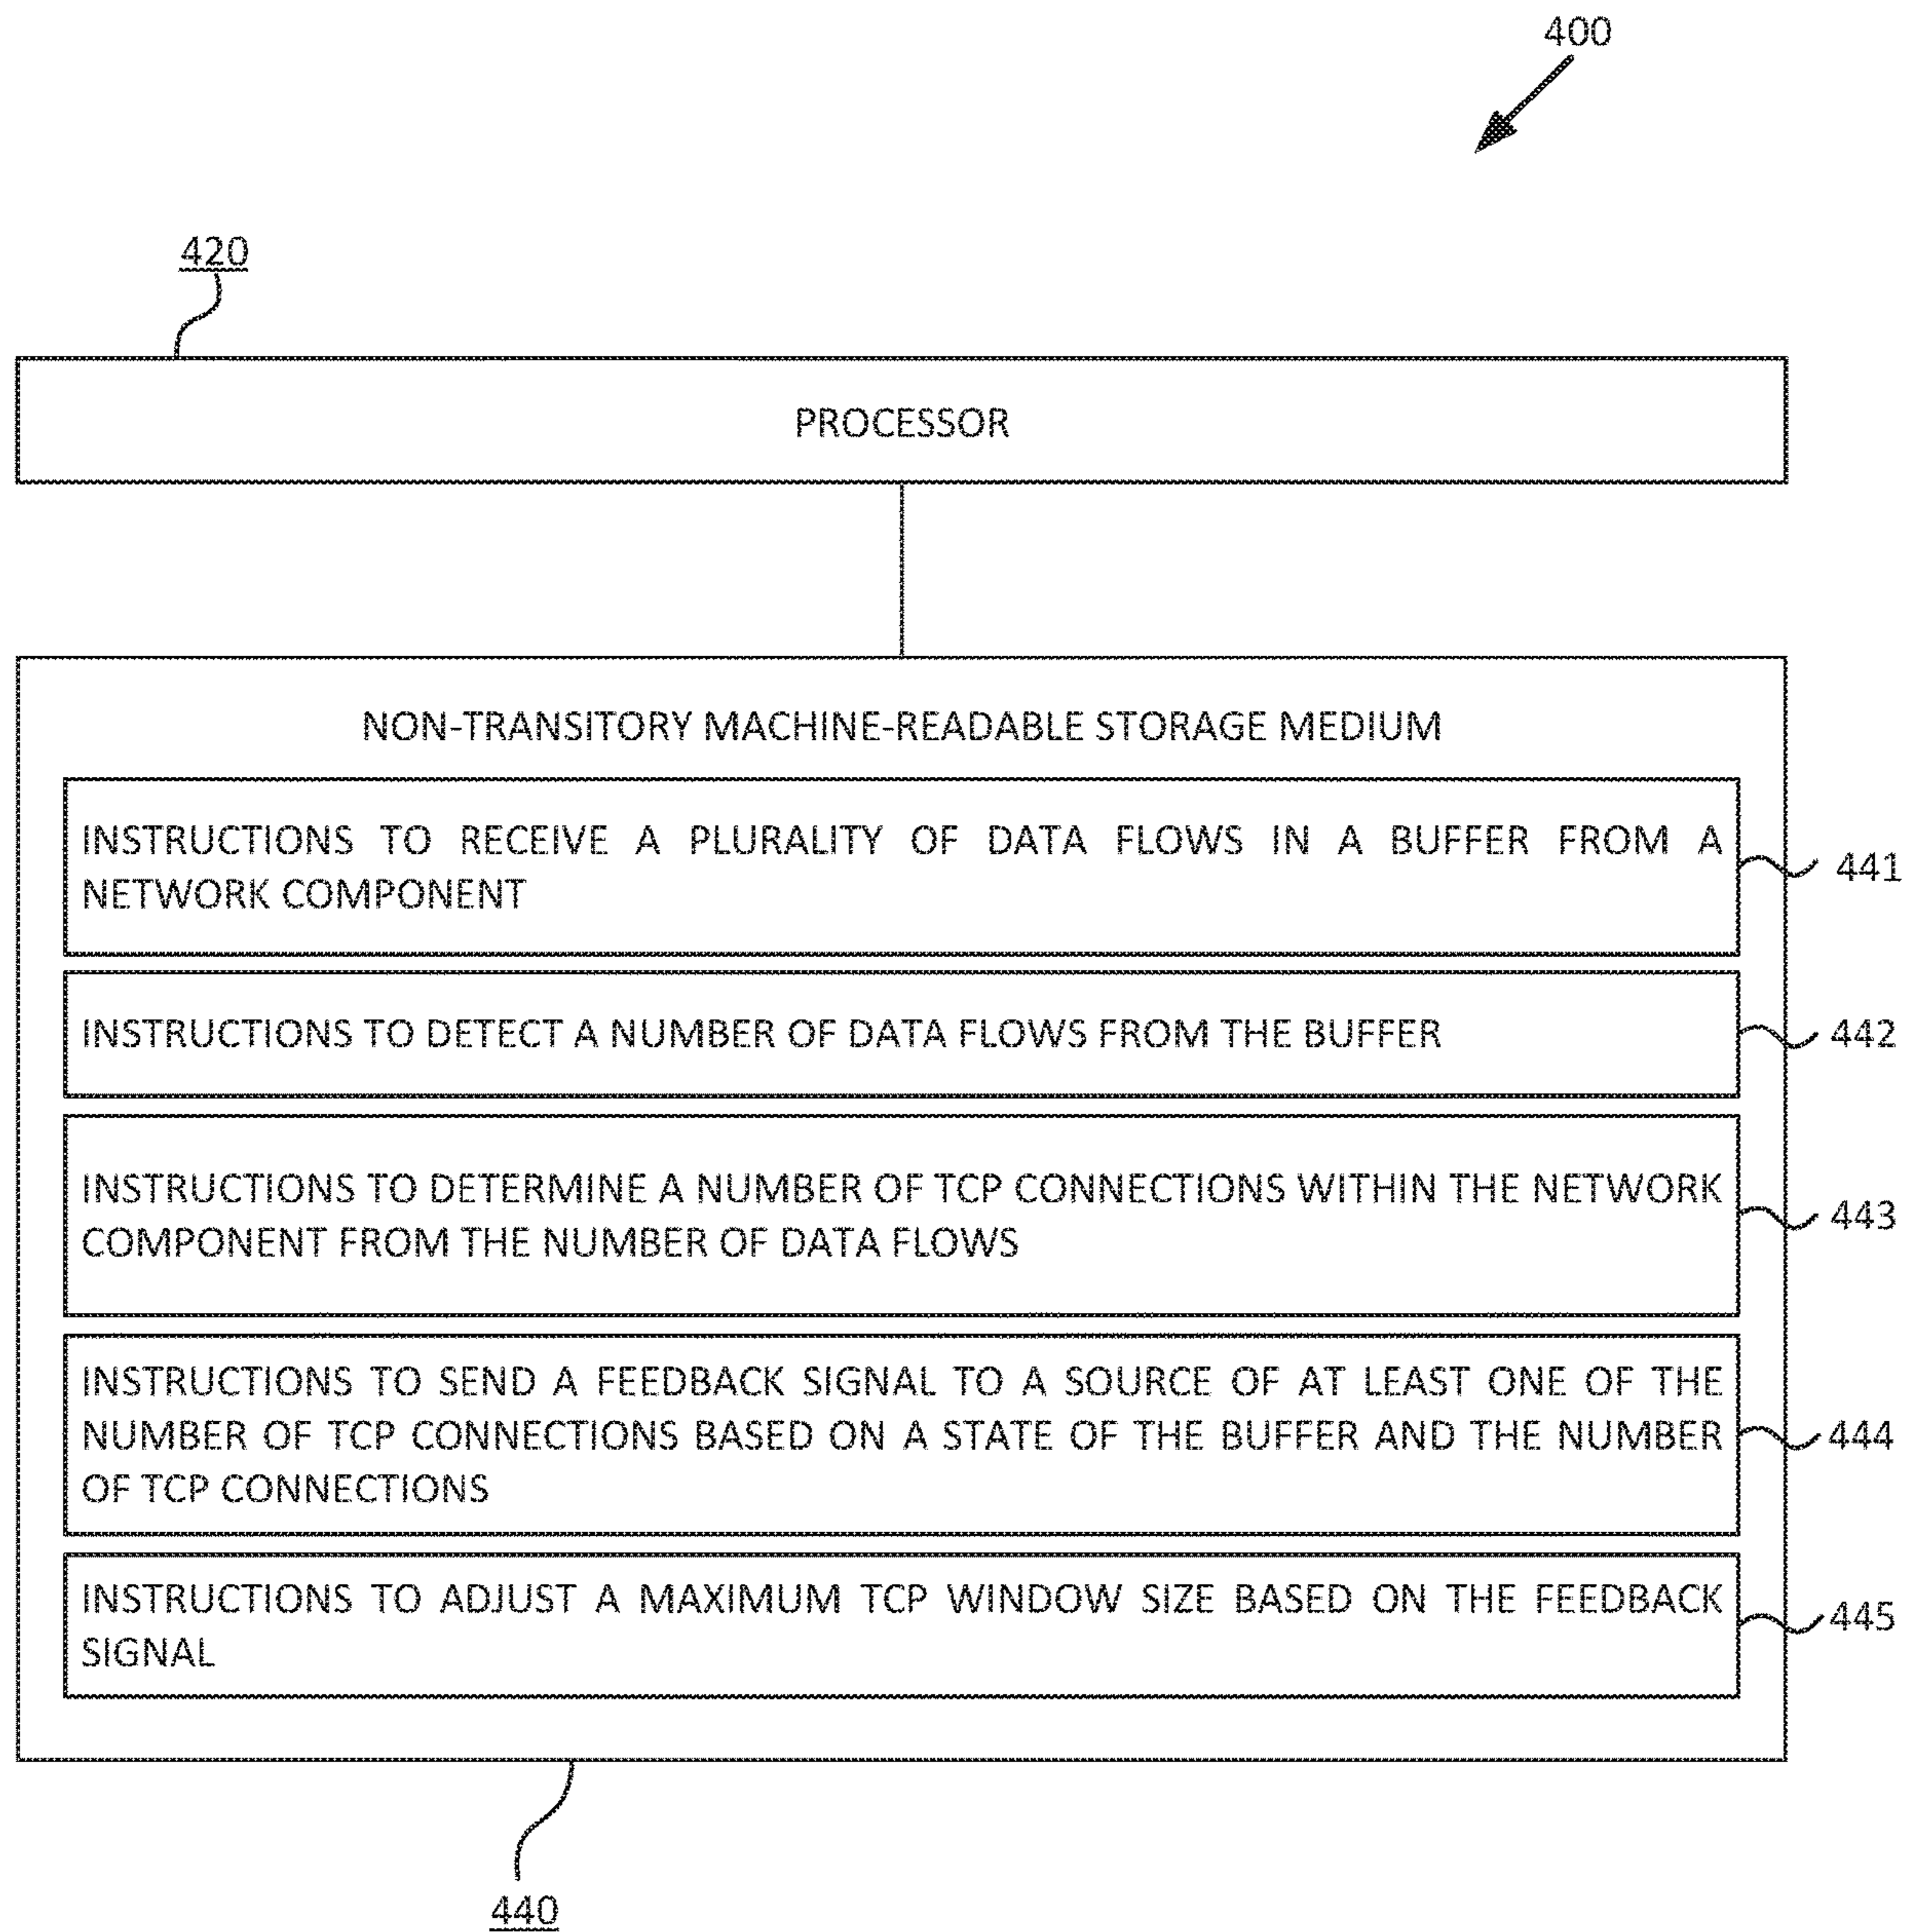 400
420
PROCESSOR
NON-TRANSITORY MACHINE-READABLE STORAGE MEDIUM
INSTRUCTIONS TO RECEIVE A PLURALITY OF DATA FLOWS IN A BUFFER FROM A
NETWORK COMPONENT
441
INSTRUCTIONS TO DETECT A NUMBER OF DATA FLOWS FROM THE BUFFER
442
INSTRUCTIONS TO DETERMINE A NUMBER OF TCP CONNECTIONS WITHIN THE NETWORK
COMPONENT FROM THE NUMBER OF DATA FLOWS
443
INSTRUCTIONS TO SEND A FEEDBACK SIGNAL TO A SOURCE OF AT LEAST ONE OF THE
NUMBER OF TCP CONNECTIONS BASED ON A STATE OF THE BUFFER AND THE NUMBER
OF TCP CONNECTIONS
444
INSTRUCTIONS TO ADJUST A MAXIMUM TCP WINDOW SIZE BASED ON THE FEEDBACK
SIGNAL
445
440